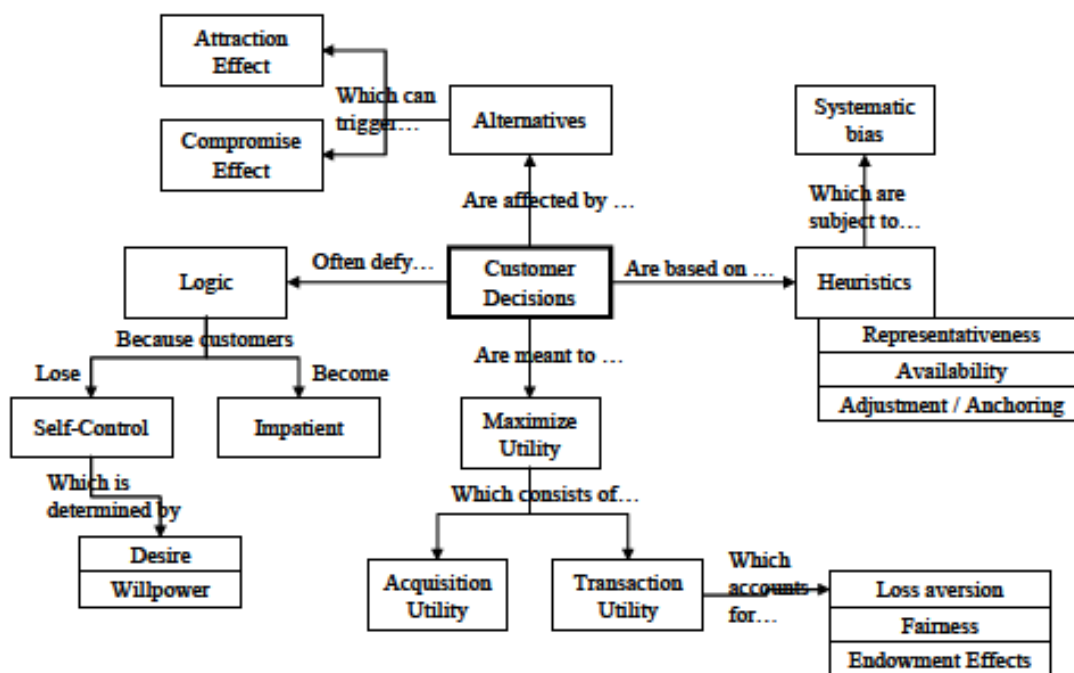 Attraction
Effect
Which can
trigger…
Alternatives
Systematic
bias
Compromise
Effect
Are affected by …
Which are
subject to…
Logic
Often defy…
Customer
Decisions
Are based on …
Heuristics
Representativeness
Availability
Adjustment / Anchoring
Because customers
Lose
Become
Are meant to …
Self-Control
Impatient
Maximize
Utility
Which is
determined by
Desire
Willpower
Which consists of…
Acquisition
Utility
Transaction
Utility
Which
accounts
for…
Loss aversion
Fairness
Endowment Effects